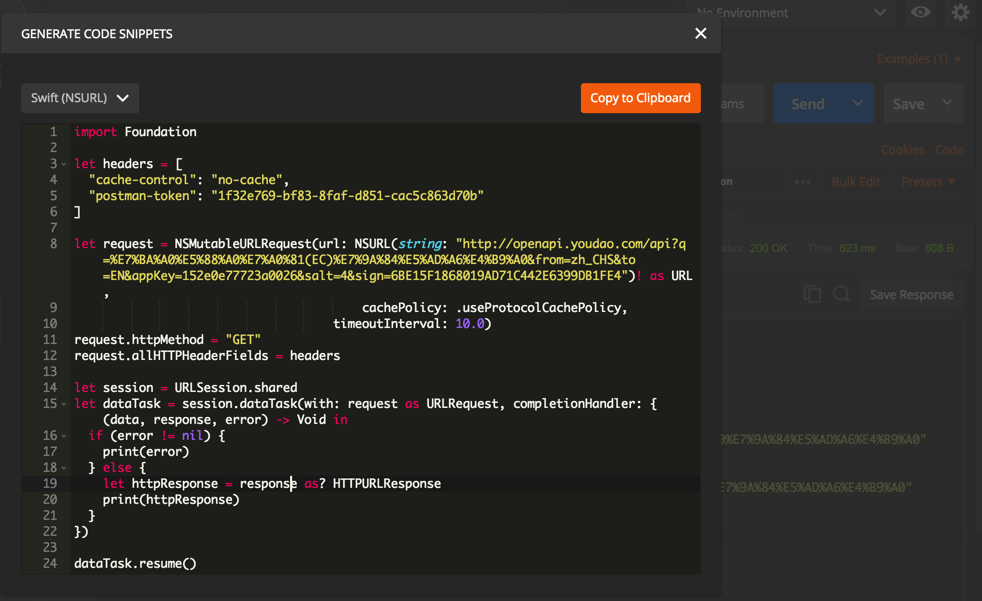 No Environment
GENERATE CODE SNIPPETS
Examples (1)
Swift (NSURL)
Copy to Clipboard
Send
Save
Cookies Code
Bulk Edit Presets
200 OK Time: 623 ms Size: 608 B
Save Response
1 import Foundation
2
3 let headers = [
4 "cache-control": "no-cache",
5 "postman-token": "1f32e769-bf83-8faf-d851-cac5c863d70b"
6 ]
7
8 let request = NSMutableURLRequest(url: NSURL(string: "http://openapi.youdao.com/api?q
=%E7%BA%A0%E5%88%A0%E7%A0%81(EC)%E7%9A%84%E5%AD%A6%E4%B9%A0&from=zh_CHS&to
=EN&appKey=152e0e77723a0026&salt=4&sign=6BE15F1868019AD71C442E6399DB1FE4")! as URL
,
9 cachePolicy: .useProtocolCachePolicy,
10 timeoutInterval: 10.0)
11 request.httpMethod = "GET"
12 request.allHTTPHeaderFields = headers
13
14 let session = URLSession.shared
15 let dataTask = session.dataTask(with: request as URLRequest, completionHandler: {
(data, response, error) -> Void in
16 if (error != nil) {
17 print(error)
18 } else {
19 let httpResponse = response as? HTTPURLResponse
20 print(httpResponse)
21 }
22 })
23
24 dataTask.resume()
%E7%9A%84%E5%AD%A6%E4%B9%A0"
E7%9A%84%E5%AD%A6%E4%B9%A0"